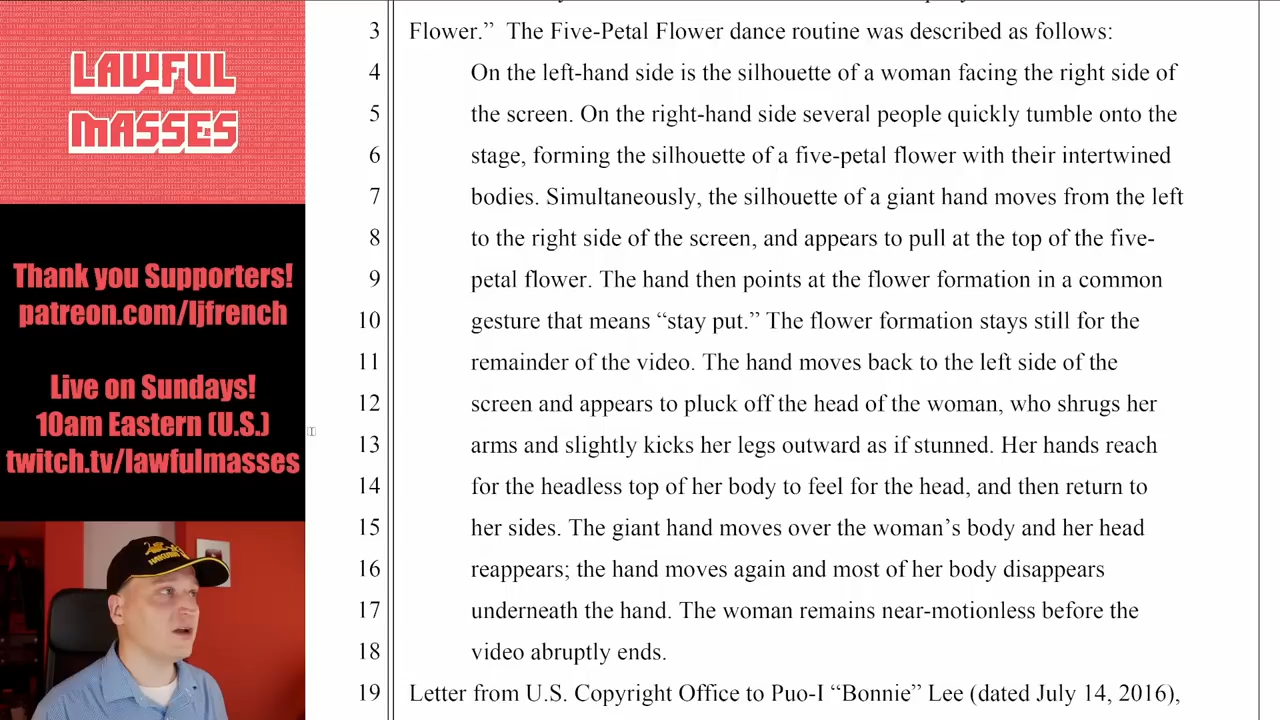 LAWFUL
MASSES
Thank you Supporters!
patreon.com/ljfrench
Live on Sundays!
10am Eastern (U.S.)
twitch.tv/lawfulmasses
3 Flower.” The Five-Petal Flower dance routine was described as follows:
4 On the left-hand side is the silhouette of a woman facing the right side of
5 the screen. On the right-hand side several people quickly tumble onto the
6 stage, forming the silhouette of a five-petal flower with their intertwined
7 bodies. Simultaneously, the silhouette of a giant hand moves from the left
8 to the right side of the screen, and appears to pull at the top of the five-
9 petal flower. The hand then points at the flower formation in a common
10 gesture that means “stay put.” The flower formation stays still for the
11 remainder of the video. The hand moves back to the left side of the
12 screen and appears to pluck off the head of the woman, who shrugs her
13 arms and slightly kicks her legs outward as if stunned. Her hands reach
14 for the headless top of her body to feel for the head, and then return to
15 her sides. The giant hand moves over the woman’s body and her head
16 reappears; the hand moves again and most of her body disappears
17 underneath the hand. The woman remains near-motionless before the
18 video abruptly ends.
19 Letter from U.S. Copyright Office to Puo-I “Bonnie” Lee (dated July 14, 2016),